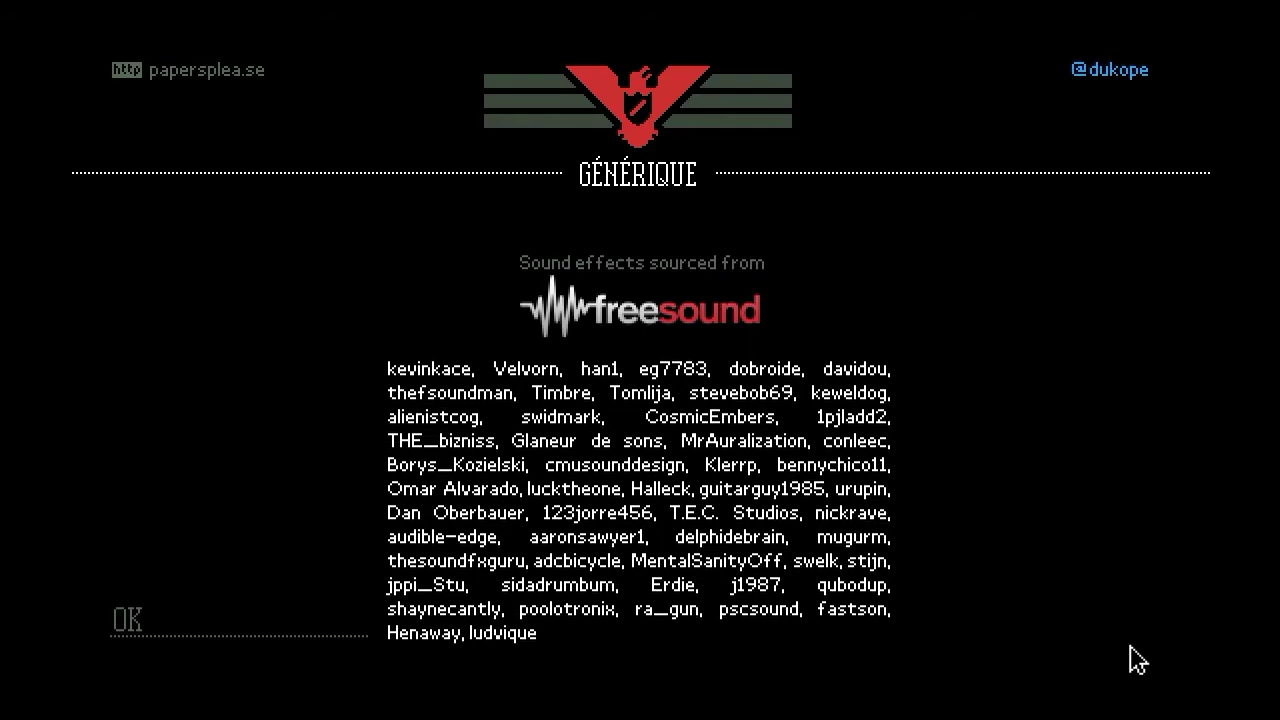 http papersplea.se
@dukope
GÉNÉRIQUE
Sound effects sourced from
freesound
kevinkace, Velvorn, han1, eg7783, dobroide, davidou,
thefsoundman, Timbre, Tomlija, stevebob69, keweldog,
alienistcog, swidmark, CosmicEmbers, 1pjladd2,
THE_bizniss, Glaneur de sons, MrAuralization, conleec,
Borys_Kozielski, cmusounddesign, Klerrp, bennychico11,
Omar Alvarado, lucktheone, Halleck, guitarguy1985, urupin,
Dan Oberbauer, 123jorre456, T.E.C. Studios, nickrave,
audible-edge, aaronsawyer1, delphidebrain, mugurm,
thesoundfxguru, adcbicycle, MentalSanityOff, swelk, stijn,
jppi_Stu, sidadrumbum, Erdie, j1987, qubodup,
shaynecantly, poolotronix, ra_gun, pscsound, fastson,
Henaway, ludvique
OK